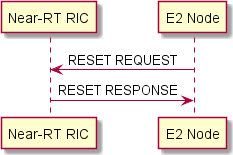 Near-RT RIC
E2 Node
RESET REQUEST
RESET RESPONSE
Near-RT RIC
E2 Node